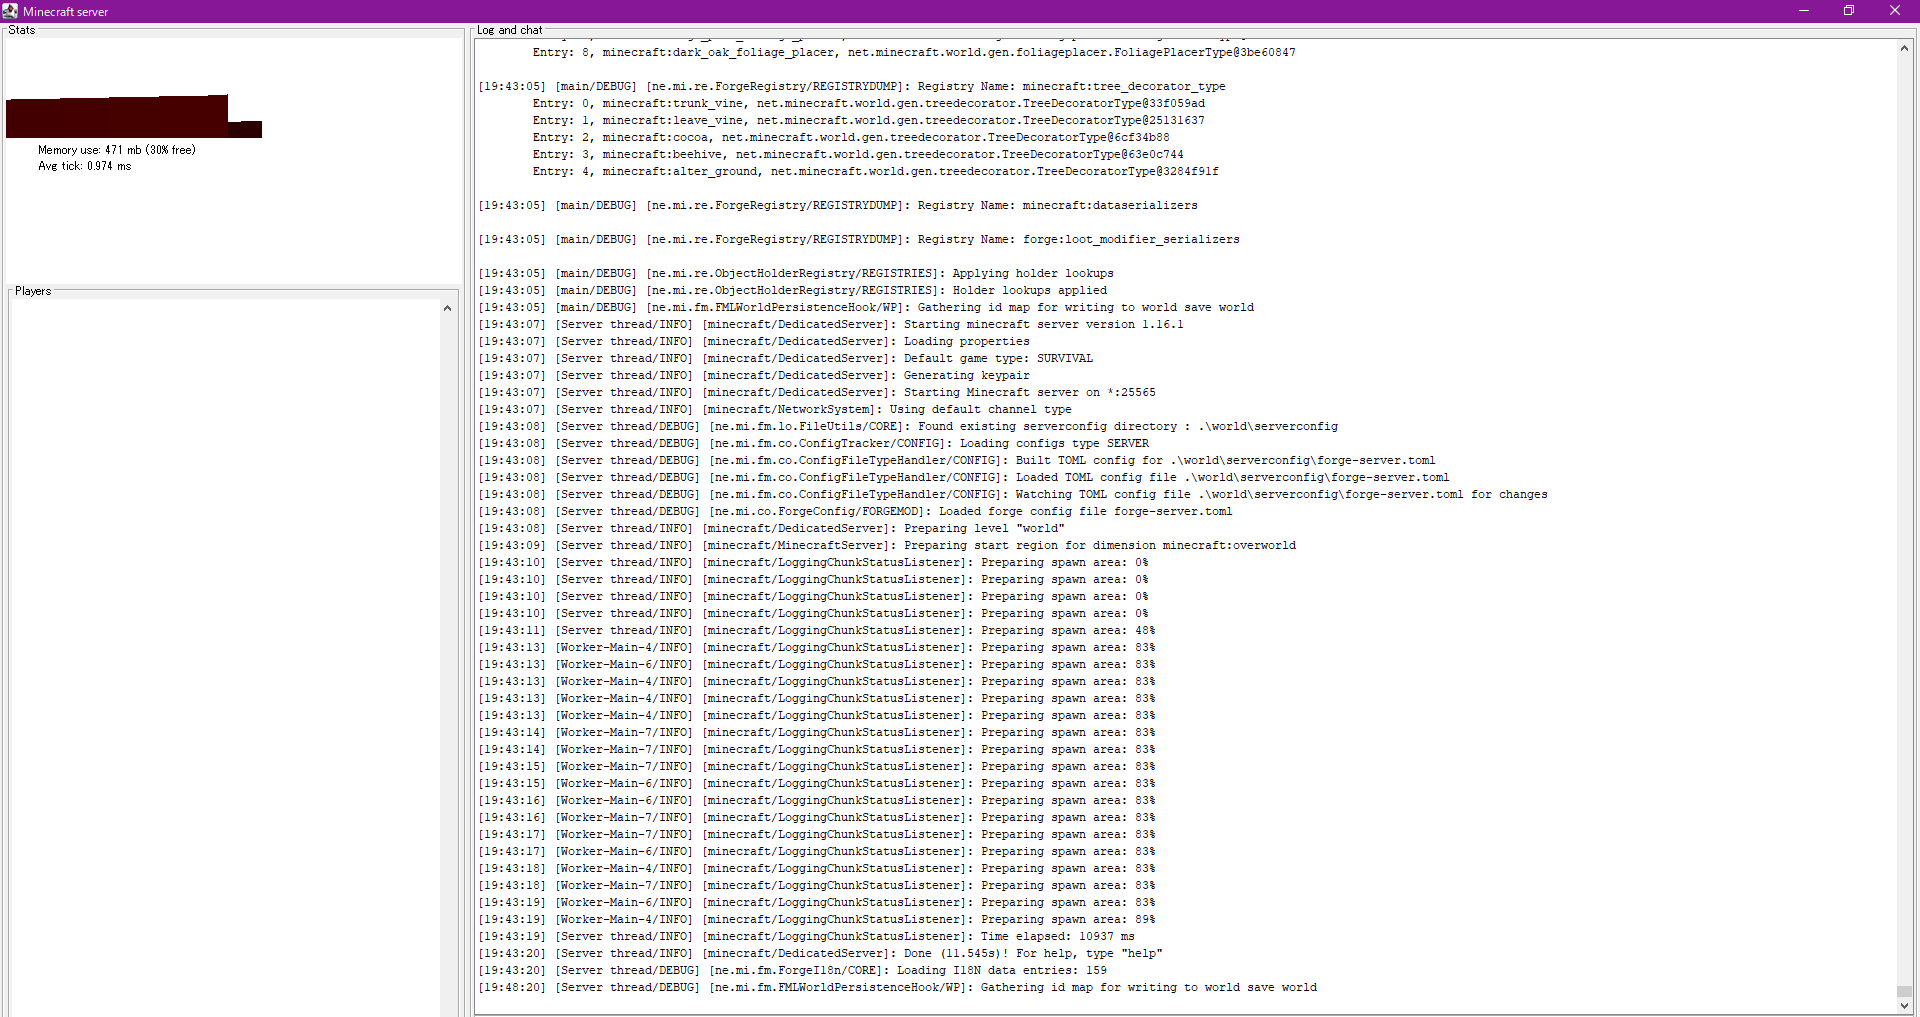 Minecraft server
Stats
Memory use: 471 mb (30% free)
Avg tick: 0.974 ms
Players
Log and chat
Entry: 8, minecraft:dark_oak_foliage_placer, net.minecraft.world.gen.foliageplacer.FoliagePlacerType@3be60847
[19:43:05] [main/DEBUG] [ne.mi.re.ForgeRegistry/REGISTRYDUMP]: Registry Name: minecraft:tree_decorator_type
Entry: 0, minecraft:trunk_vine, net.minecraft.world.gen.treedecorator.TreeDecoratorType@33f059ad
Entry: 1, minecraft:leave_vine, net.minecraft.world.gen.treedecorator.TreeDecoratorType@25131637
Entry: 2, minecraft:cocoa, net.minecraft.world.gen.treedecorator.TreeDecoratorType@6cf34b88
Entry: 3, minecraft:beehive, net.minecraft.world.gen.treedecorator.TreeDecoratorType@63e0c744
Entry: 4, minecraft:alter_ground, net.minecraft.world.gen.treedecorator.TreeDecoratorType@3284f91f
[19:43:05] [main/DEBUG] [ne.mi.re.ForgeRegistry/REGISTRYDUMP]: Registry Name: minecraft:dataserializers
[19:43:05] [main/DEBUG] [ne.mi.re.ForgeRegistry/REGISTRYDUMP]: Registry Name: forge:loot_modifier_serializers
[19:43:05] [main/DEBUG] [ne.mi.re.ObjectHolderRegistry/REGISTRIES]: Applying holder lookups
[19:43:05] [main/DEBUG] [ne.mi.re.ObjectHolderRegistry/REGISTRIES]: Holder lookups applied
[19:43:05] [main/DEBUG] [ne.mi.fm.FMLWorldPersistenceHook/WP]: Gathering id map for writing to world save world
[19:43:07] [Server thread/INFO] [minecraft/DedicatedServer]: Starting minecraft server version 1.16.1
[19:43:07] [Server thread/INFO] [minecraft/DedicatedServer]: Loading properties
[19:43:07] [Server thread/INFO] [minecraft/DedicatedServer]: Default game type: SURVIVAL
[19:43:07] [Server thread/INFO] [minecraft/DedicatedServer]: Generating keypair
[19:43:07] [Server thread/INFO] [minecraft/DedicatedServer]: Starting Minecraft server on *:25565
[19:43:07] [Server thread/INFO] [minecraft/NetworkSystem]: Using default channel type
[19:43:08] [Server thread/DEBUG] [ne.mi.fm.lo.FileUtils/CORE]: Found existing serverconfig directory : .\world\serverconfig
[19:43:08] [Server thread/DEBUG] [ne.mi.fm.co.ConfigTracker/CONFIG]: Loading configs type SERVER
[19:43:08] [Server thread/DEBUG] [ne.mi.fm.co.ConfigFileTypeHandler/CONFIG]: Built TOML config for .\world\serverconfig\forge-server.toml
[19:43:08] [Server thread/DEBUG] [ne.mi.fm.co.ConfigFileTypeHandler/CONFIG]: Loaded TOML config file .\world\serverconfig\forge-server.toml
[19:43:08] [Server thread/DEBUG] [ne.mi.fm.co.ConfigFileTypeHandler/CONFIG]: Watching TOML config file .\world\serverconfig\forge-server.toml for changes
[19:43:08] [Server thread/DEBUG] [ne.mi.co.ForgeConfig/FORGEMOD]: Loaded forge config file forge-server.toml
[19:43:08] [Server thread/INFO] [minecraft/DedicatedServer]: Preparing level "world"
[19:43:09] [Server thread/INFO] [minecraft/MinecraftServer]: Preparing start region for dimension minecraft:overworld
[19:43:10] [Server thread/INFO] [minecraft/LoggingChunkStatusListener]: Preparing spawn area: 0%
[19:43:10] [Server thread/INFO] [minecraft/LoggingChunkStatusListener]: Preparing spawn area: 0%
[19:43:10] [Server thread/INFO] [minecraft/LoggingChunkStatusListener]: Preparing spawn area: 0%
[19:43:10] [Server thread/INFO] [minecraft/LoggingChunkStatusListener]: Preparing spawn area: 0%
[19:43:11] [Server thread/INFO] [minecraft/LoggingChunkStatusListener]: Preparing spawn area: 48%
[19:43:13] [Worker-Main-4/INFO] [minecraft/LoggingChunkStatusListener]: Preparing spawn area: 83%
[19:43:13] [Worker-Main-6/INFO] [minecraft/LoggingChunkStatusListener]: Preparing spawn area: 83%
[19:43:13] [Worker-Main-4/INFO] [minecraft/LoggingChunkStatusListener]: Preparing spawn area: 83%
[19:43:13] [Worker-Main-4/INFO] [minecraft/LoggingChunkStatusListener]: Preparing spawn area: 83%
[19:43:13] [Worker-Main-4/INFO] [minecraft/LoggingChunkStatusListener]: Preparing spawn area: 83%
[19:43:14] [Worker-Main-7/INFO] [minecraft/LoggingChunkStatusListener]: Preparing spawn area: 83%
[19:43:14] [Worker-Main-7/INFO] [minecraft/LoggingChunkStatusListener]: Preparing spawn area: 83%
[19:43:15] [Worker-Main-7/INFO] [minecraft/LoggingChunkStatusListener]: Preparing spawn area: 83%
[19:43:15] [Worker-Main-6/INFO] [minecraft/LoggingChunkStatusListener]: Preparing spawn area: 83%
[19:43:16] [Worker-Main-6/INFO] [minecraft/LoggingChunkStatusListener]: Preparing spawn area: 83%
[19:43:16] [Worker-Main-7/INFO] [minecraft/LoggingChunkStatusListener]: Preparing spawn area: 83%
[19:43:17] [Worker-Main-7/INFO] [minecraft/LoggingChunkStatusListener]: Preparing spawn area: 83%
[19:43:17] [Worker-Main-6/INFO] [minecraft/LoggingChunkStatusListener]: Preparing spawn area: 83%
[19:43:18] [Worker-Main-4/INFO] [minecraft/LoggingChunkStatusListener]: Preparing spawn area: 83%
[19:43:18] [Worker-Main-7/INFO] [minecraft/LoggingChunkStatusListener]: Preparing spawn area: 83%
[19:43:19] [Worker-Main-6/INFO] [minecraft/LoggingChunkStatusListener]: Preparing spawn area: 83%
[19:43:19] [Worker-Main-4/INFO] [minecraft/LoggingChunkStatusListener]: Preparing spawn area: 89%
[19:43:19] [Server thread/INFO] [minecraft/LoggingChunkStatusListener]: Time elapsed: 10937 ms
[19:43:20] [Server thread/INFO] [minecraft/DedicatedServer]: Done (11.545s)! For help, type "help"
[19:43:20] [Server thread/DEBUG] [ne.mi.fm.ForgeI18n/CORE]: Loading I18N data entries: 159
[19:48:20] [Server thread/DEBUG] [ne.mi.fm.FMLWorldPersistenceHook/WP]: Gathering id map for writing to world save world